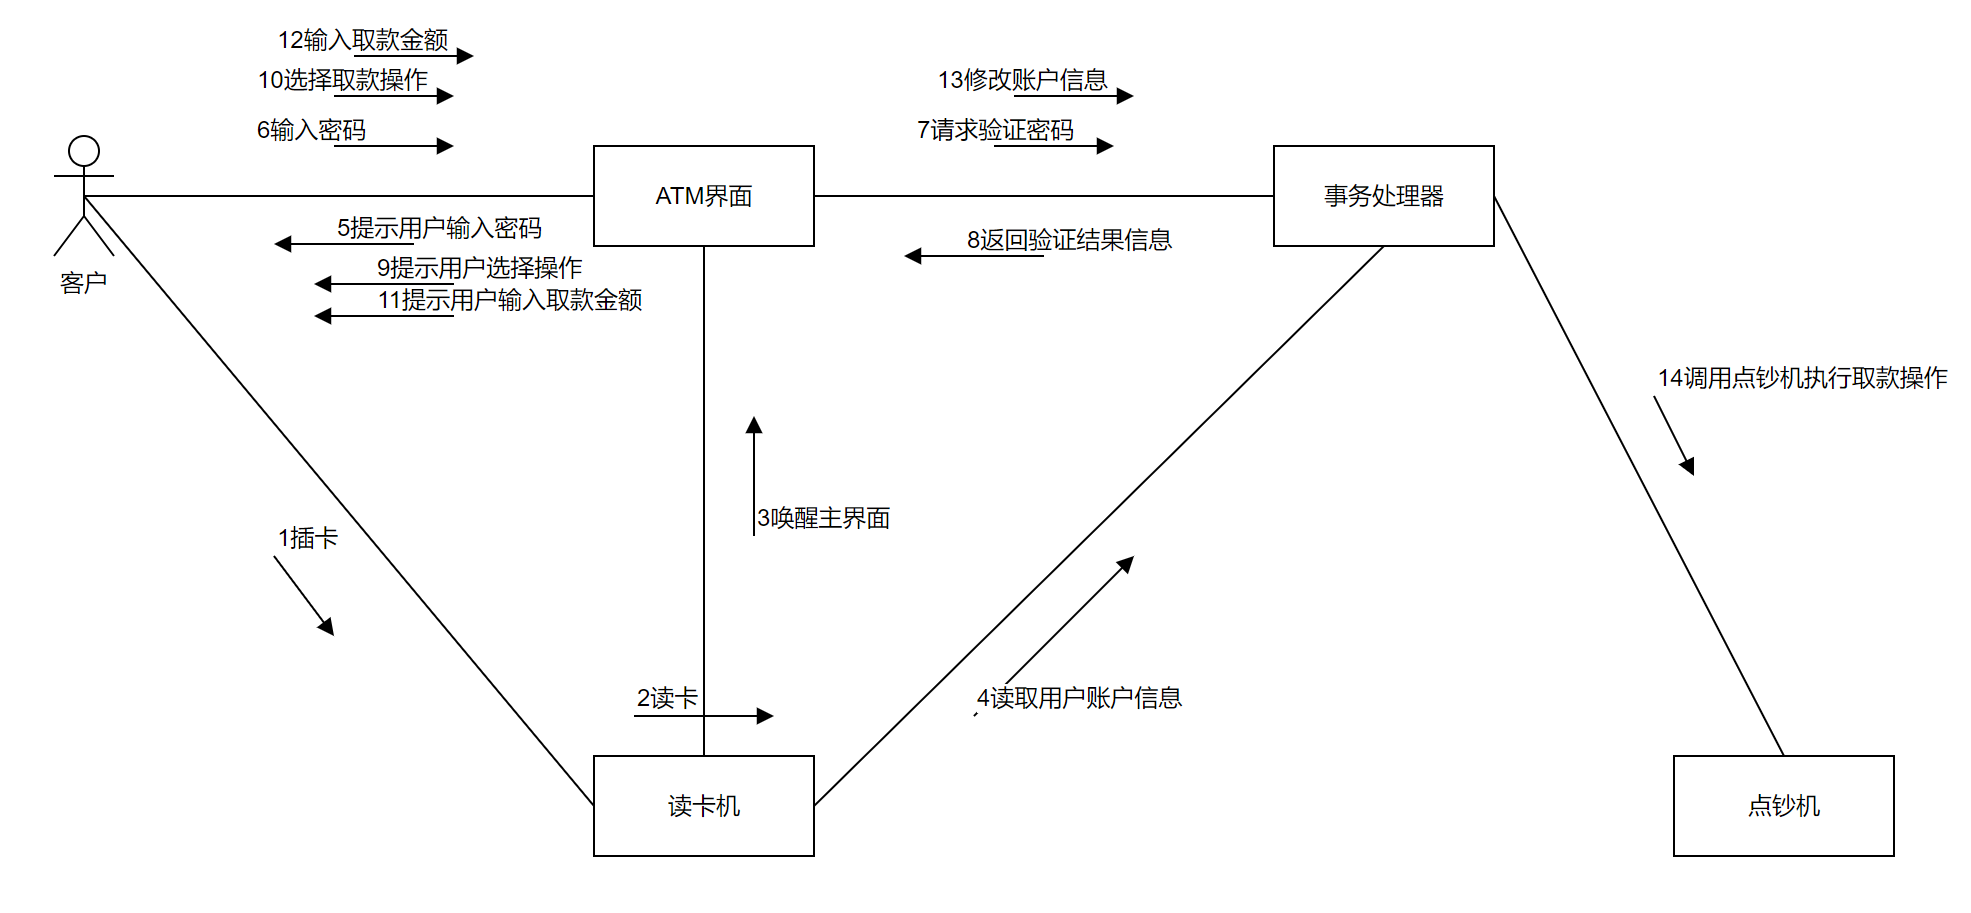 12输入取款金额
10选择取款操作
13修改账户信息
6输入密码
7请求验证密码
ATM界面
事务处理器
5提示用户输入密码
8返回验证结果信息
9提示用户选择操作
客户
11提示用户输入取款金额
14调用点钞机执行取款操作
3唤醒主界面
1插卡
2读卡
4读取用户账户信息
读卡机
点钞机